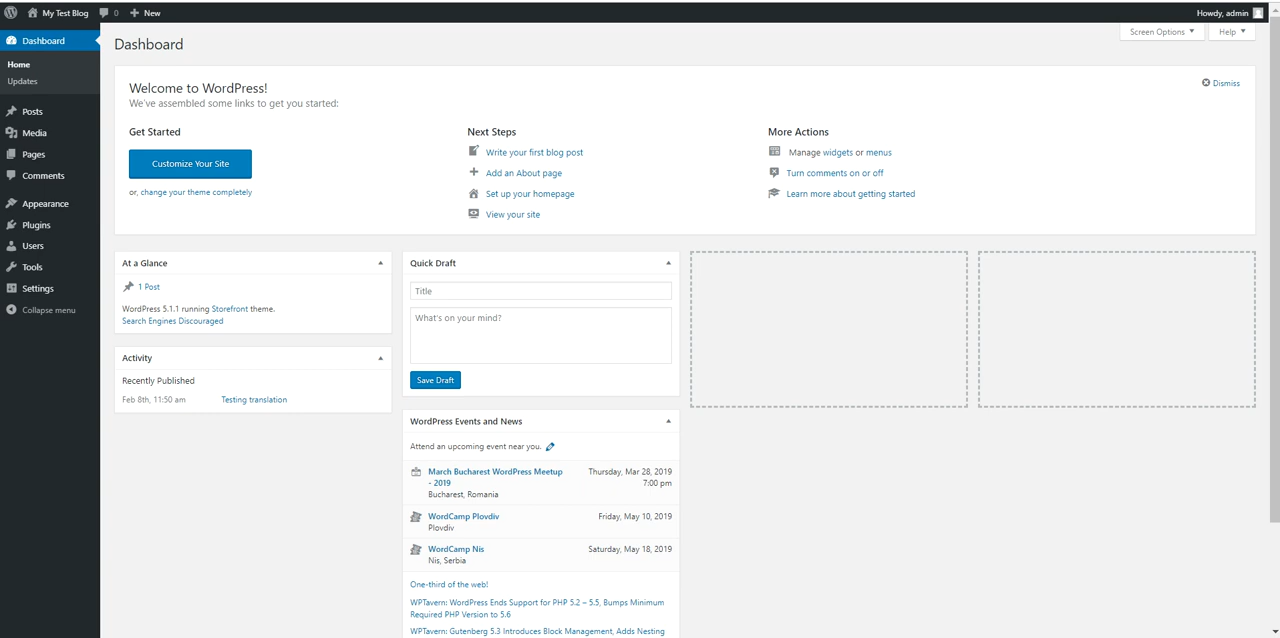 My Test Blog 0 New Howdy, admin
Dashboard
Home
Updates
Posts
Media
Pages
Comments
Appearance
Plugins
Users
Tools
Settings
Collapse menu
Screen Options Help
Dashboard
Welcome to WordPress!
We've assembled some links to get you started:
Dismiss
Get Started
Customize Your Site
or, change your theme completely
Next Steps
Write your first blog post
Add an About page
Set up your homepage
View your site
More Actions
Manage widgets or menus
Turn comments on or off
Learn more about getting started
At a Glance
1 Post
WordPress 5.1.1 running Storefront theme.
Search Engines Discouraged
Activity
Recently Published
Feb 8th, 11:50 am Testing translation
Quick Draft
Title
What's on your mind?
Save Draft
WordPress Events and News
Attend an upcoming event near you.
March Bucharest WordPress Meetup Thursday, Mar 28, 2019
- 2019 7:00 pm
Bucharest, Romania
WordCamp Plovdiv Friday, May 10, 2019
Plovdiv
WordCamp Nis Saturday, May 18, 2019
Nis, Serbia
One-third of the web!
WPTavern: WordPress Ends Support for PHP 5.2 – 5.5, Bumps Minimum
Required PHP Version to 5.6
WPTavern: Gutenberg 5.3 Introduces Block Management, Adds Nesting